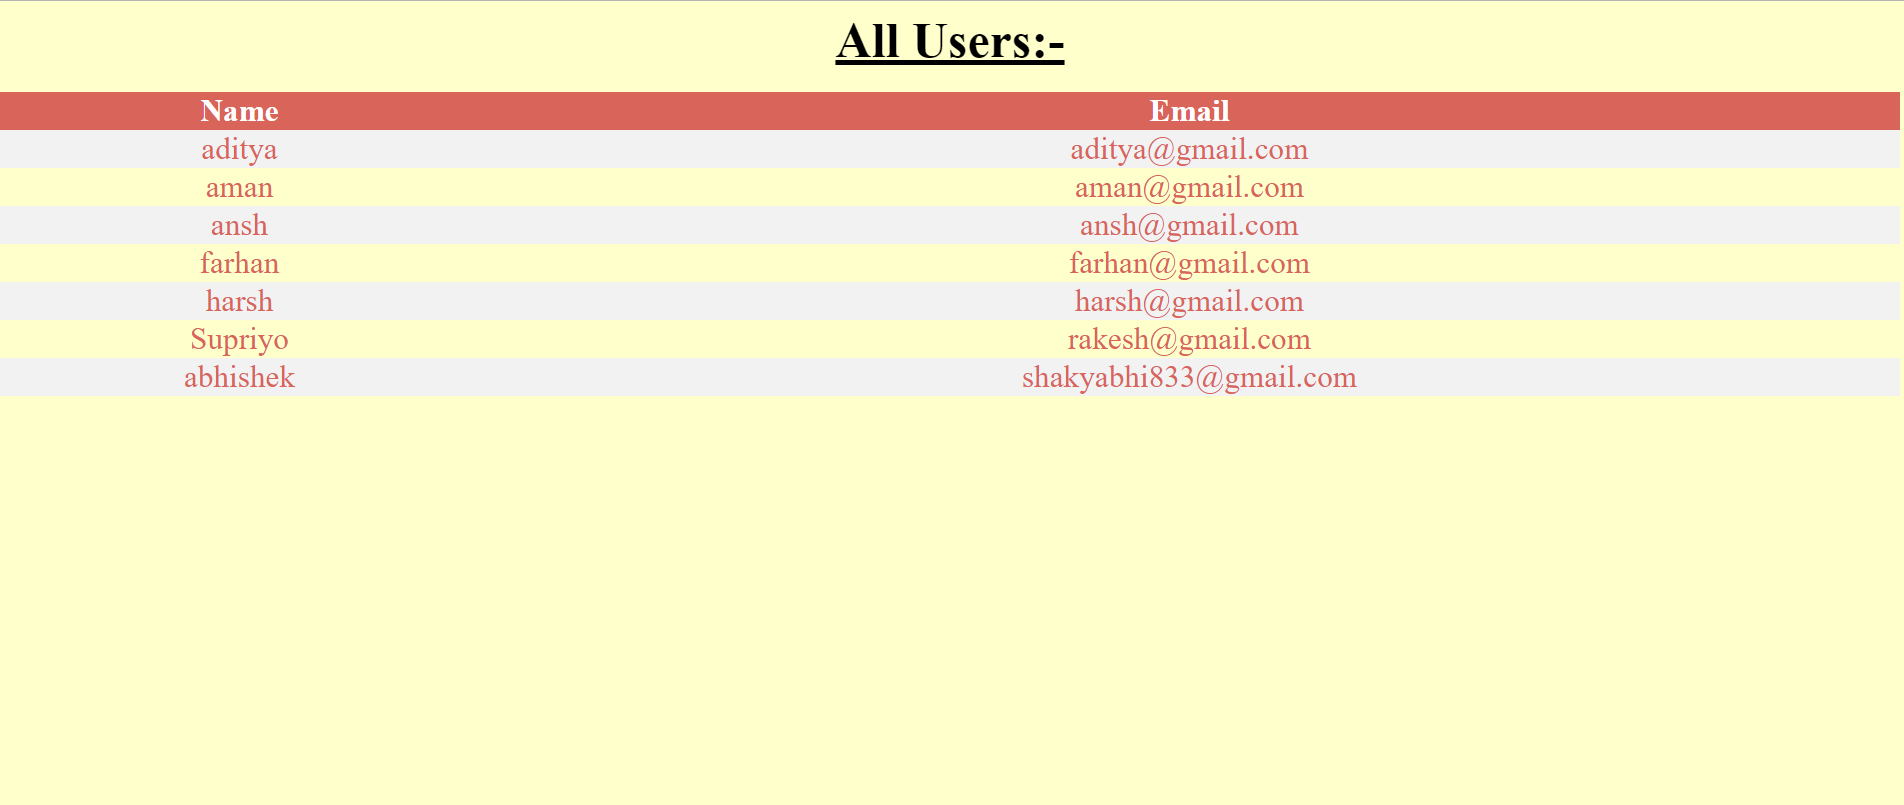 All Users:-
Name Email
aditya aditya@gmail.com
aman aman@gmail.com
ansh ansh@gmail.com
farhan farhan@gmail.com
harsh harsh@gmail.com
Supriyo rakesh@gmail.com
abhishek shakyabhi833@gmail.com